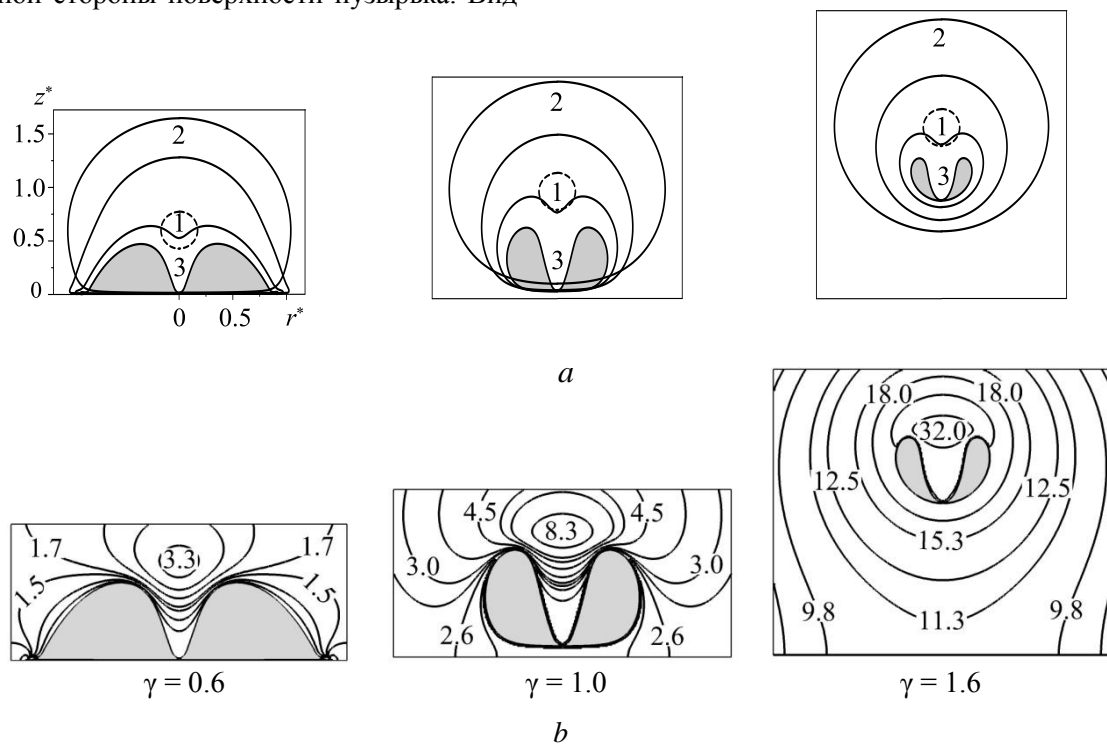 ной стороны поверхности пузырька. Вид
z*
1.5
1.0
0.5
0
0 0.5 r*
2
1
3
2
1
3
2
1
3
a
1.7 3.3 1.7
1.5 1.5
4.5 8.3 4.5
3.0 3.0
2.6 2.6
18.0 18.0
32.0
12.5 12.5
15.3
9.8 11.3 9.8
γ = 0.6 γ = 1.0 γ = 1.6
b